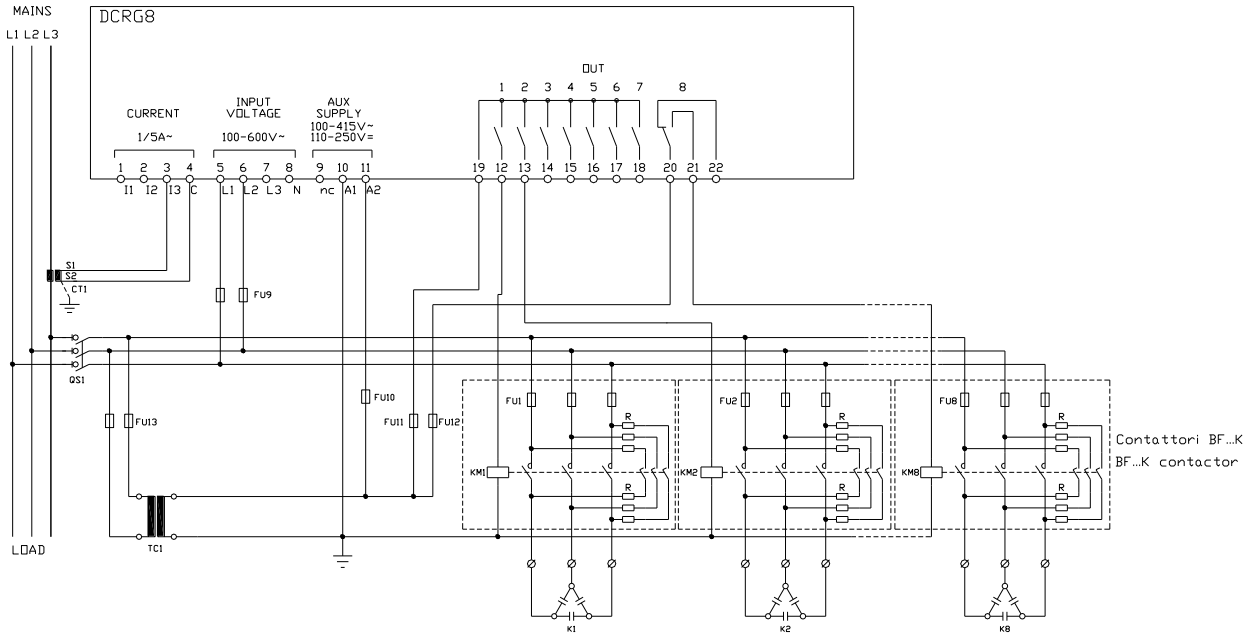 MAINS
L1 L2 L3
DCRG8
OUT
1 2 3 4 5 6 7 8
CURRENT
1/5A~
INPUT
VOLTAGE
100-600V~
AUX
SUPPLY
100-415V~
110-250V=
1 2 3 4 5 6 7 8 9 10 11 19 12 13 14 15 16 17 18 20 21 22
I1 I2 I3 C L1 L2 L3 N nc A1 A2
S1
S2
CT1
FU9
QS1
FU10
FU1 FU2 FU8
FU13 FU11 FU12
R R R
Contattori BF...K
BF...K contactor
KM1 KM2 KM8
R R R
LOAD
TC1
K1 K2 K8